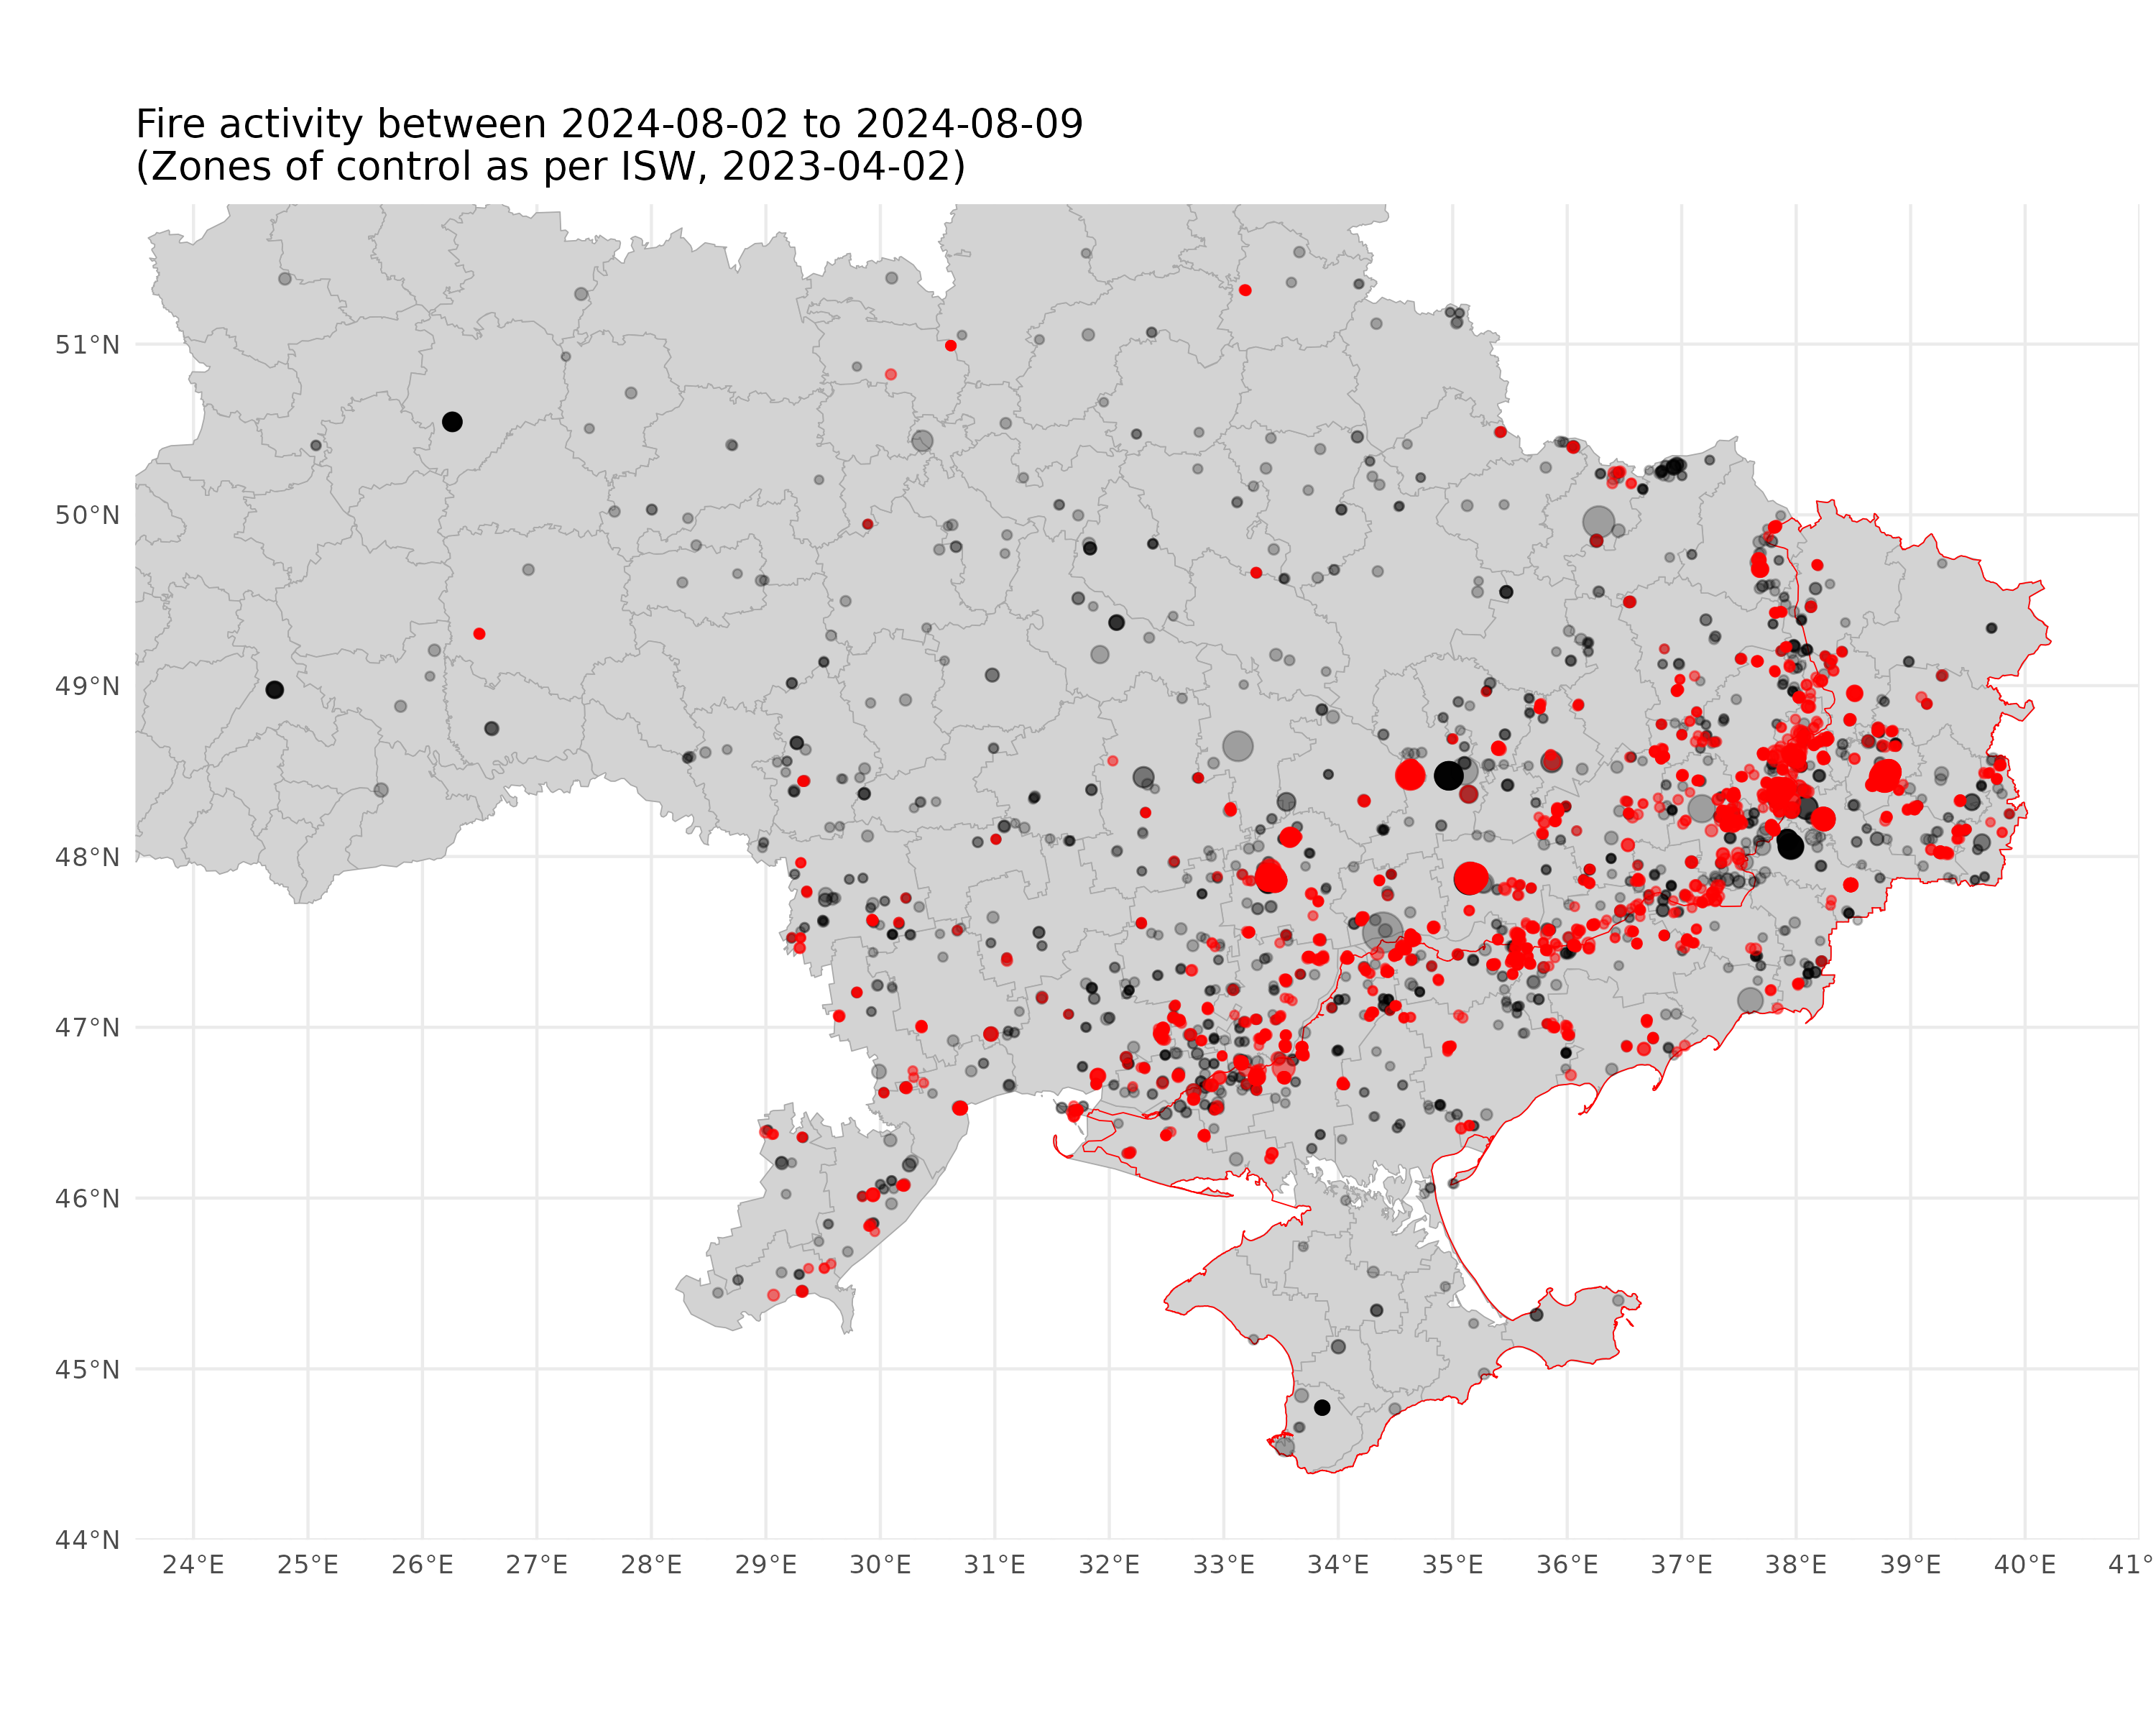 Fire activity between 2024-08-02 to 2024-08-09
(Zones of control as per ISW, 2023-04-02)
51°N
50°N
49°N
48°N
47°N
46°N
45°N
44°N
24°E 25°E 26°E 27°E 28°E 29°E 30°E 31°E 32°E 33°E 34°E 35°E 36°E 37°E 38°E 39°E 40°E 41°